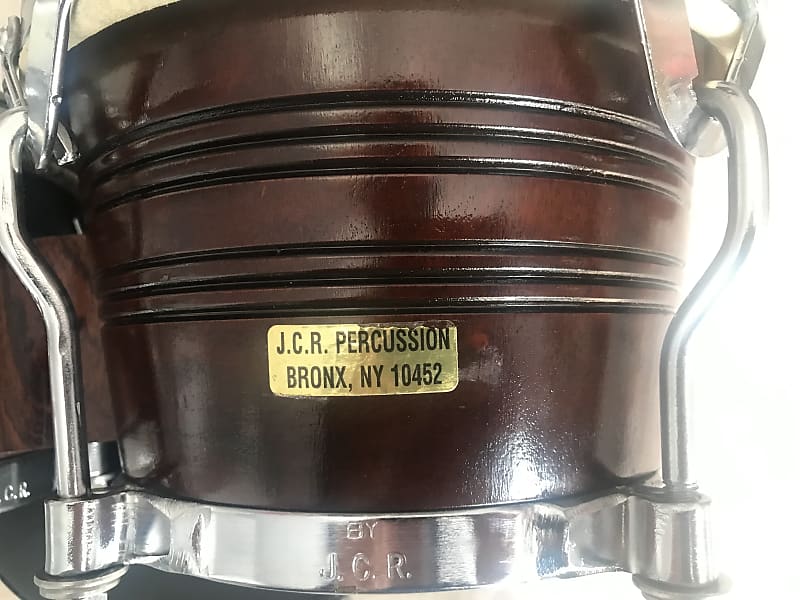 J.C.R. PERCUSSION
BRONX, NY 10452
BY
J.C.R.
J.C.R.